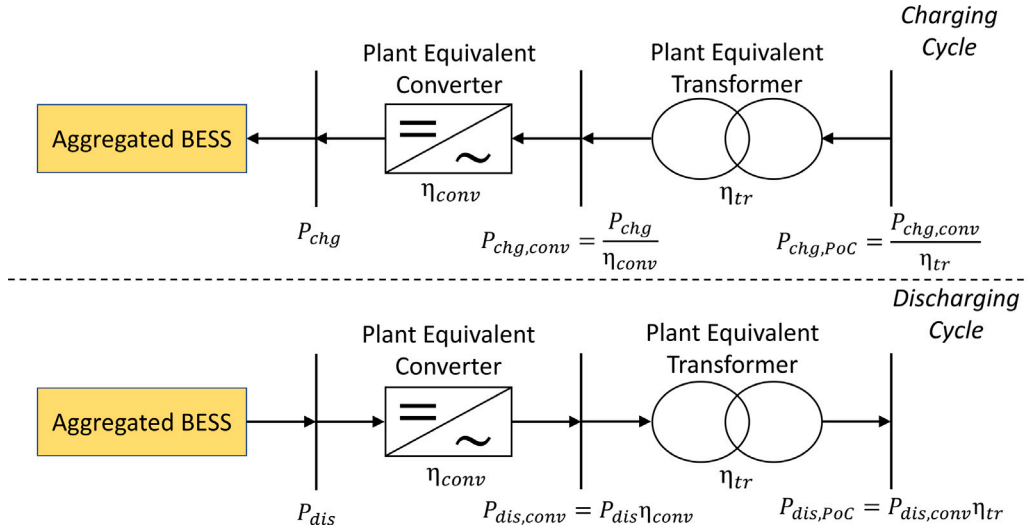 Charging
Cycle
Plant Equivalent
Converter
Plant Equivalent
Transformer
Aggregated BESS
η_conv
η_tr
P_chg
P_chg,conv = P_chg / η_conv
P_chg,PoC = P_chg,conv / η_tr
Discharging
Cycle
Plant Equivalent
Converter
Plant Equivalent
Transformer
Aggregated BESS
η_conv
η_tr
P_dis
P_dis,conv = P_dis η_conv
P_dis,PoC = P_dis,conv η_tr